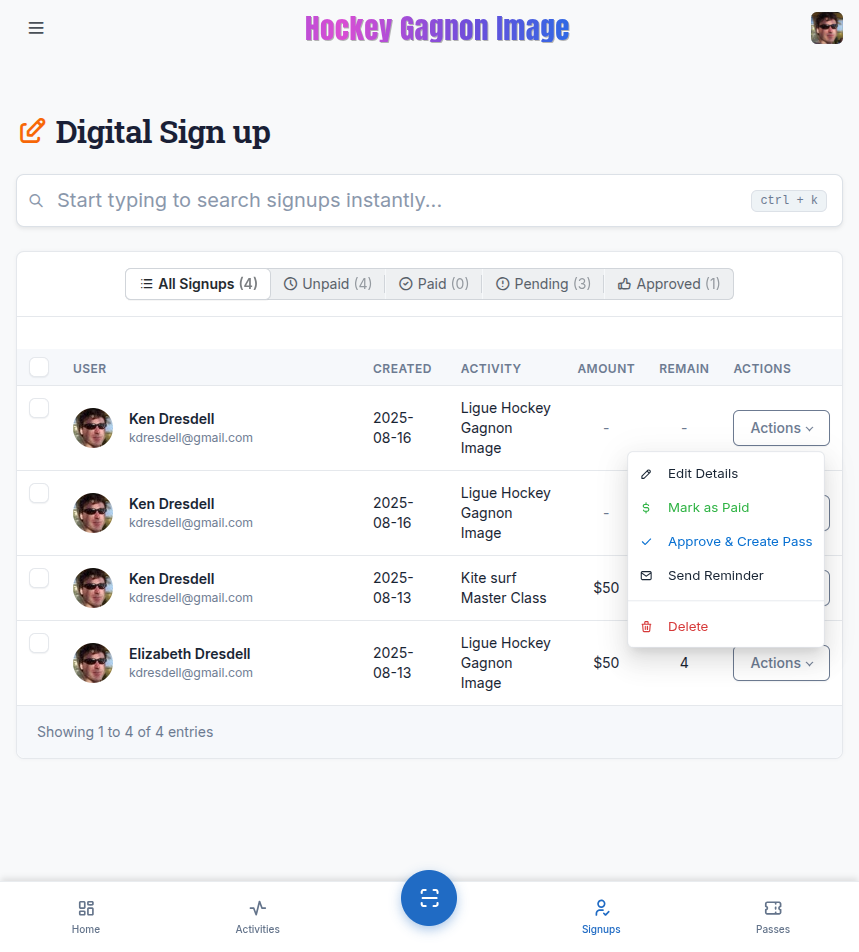 Hockey Gagnon Image
Digital Sign up
Start typing to search signups instantly...
ctrl + k
All Signups (4)
Unpaid (4)
Paid (0)
Pending (3)
Approved (1)
USER
CREATED
ACTIVITY
AMOUNT
REMAIN
ACTIONS
Ken Dresdell
kdresdell@gmail.com
2025-
08-16
Ligue Hockey
Gagnon
Image
-
-
Actions
Ken Dresdell
kdresdell@gmail.com
2025-
08-16
Ligue Hockey
Gagnon
Image
-
Ken Dresdell
kdresdell@gmail.com
2025-
08-13
Kite surf
Master Class
$50
Elizabeth Dresdell
kdresdell@gmail.com
2025-
08-13
Ligue Hockey
Gagnon
Image
$50
4
Actions
Edit Details
Mark as Paid
Approve & Create Pass
Send Reminder
Delete
Showing 1 to 4 of 4 entries
Home
Activities
Signups
Passes